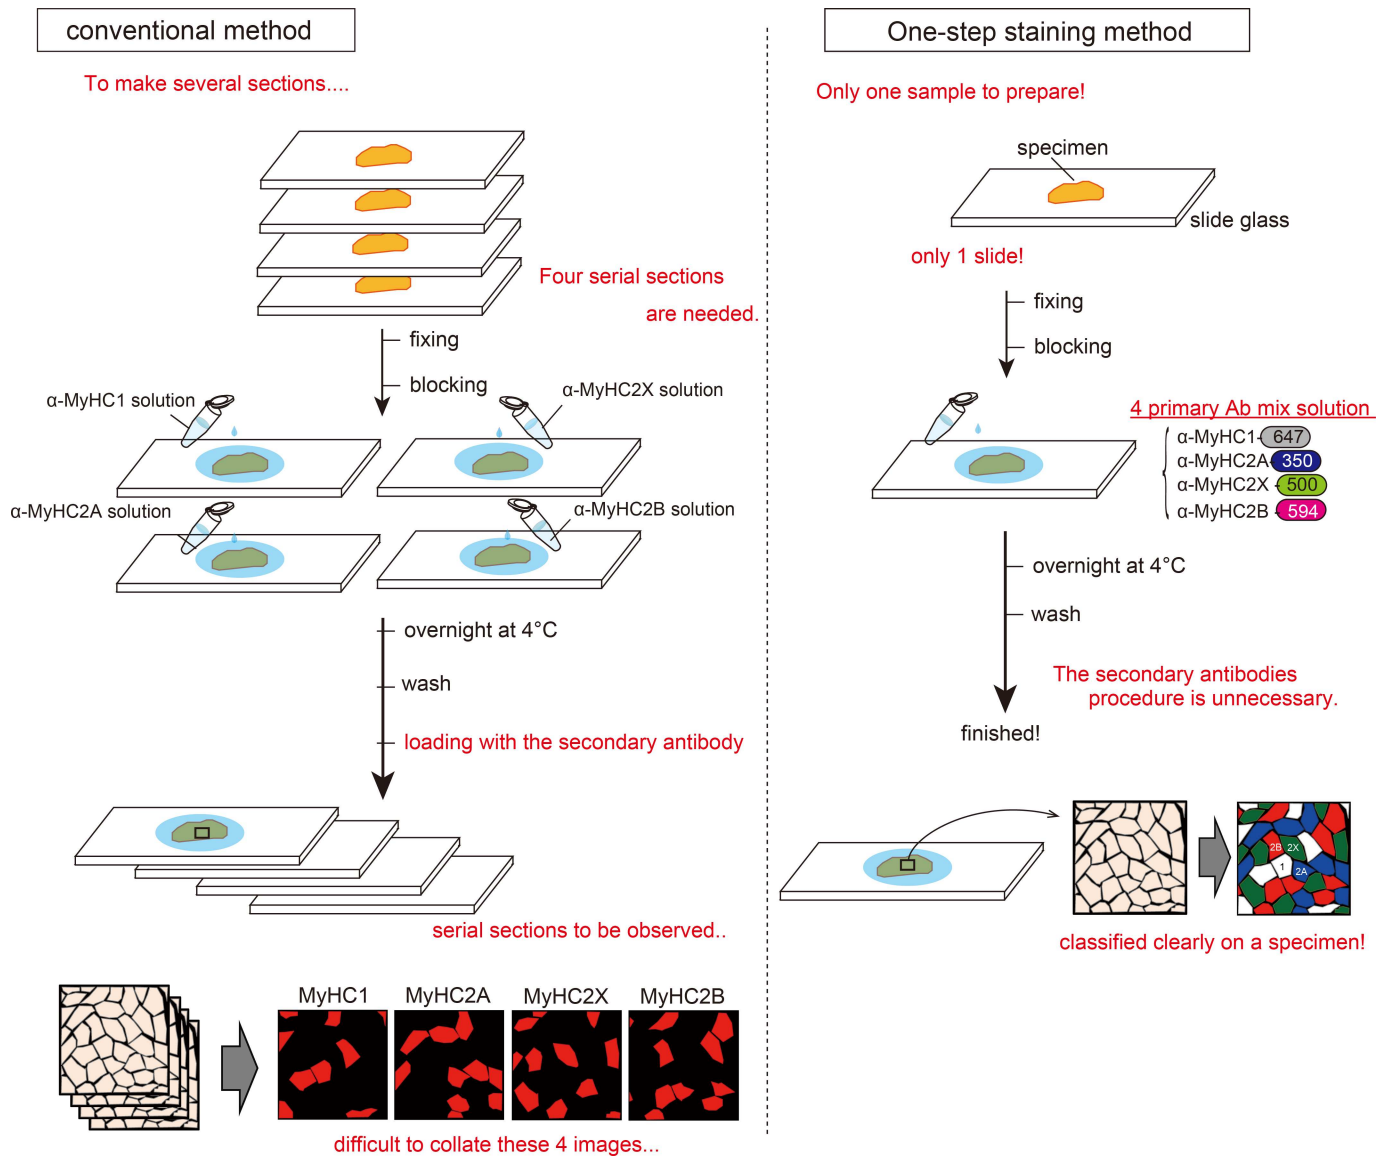 conventional method
To make several sections....
Four serial sections
are needed.
fixing
blocking
α-MyHC1 solution
α-MyHC2X solution
α-MyHC2A solution
α-MyHC2B solution
overnight at 4°C
wash
loading with the secondary antibody
serial sections to be observed..
MyHC1
MyHC2A
MyHC2X
MyHC2B
difficult to collate these 4 images...
One-step staining method
Only one sample to prepare!
specimen
slide glass
only 1 slide!
fixing
blocking
4 primary Ab mix solution
α-MyHC1-647
α-MyHC2A-350
α-MyHC2X -500
α-MyHC2B -594
overnight at 4°C
wash
The secondary antibodies
procedure is unnecessary.
finished!
2B 2X
1
2A
classified clearly on a specimen!